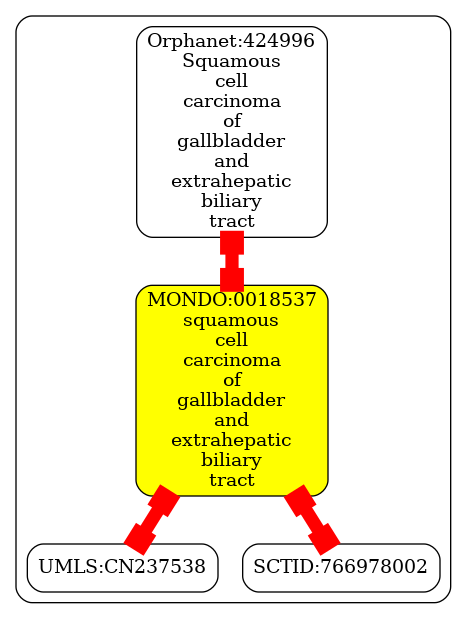 Orphanet:424996
Squamous
cell
carcinoma
of
gallbladder
and
extrahepatic
biliary
tract
MONDO:0018537
squamous
cell
carcinoma
of
gallbladder
and
extrahepatic
biliary
tract
UMLS:CN237538
SCTID:766978002